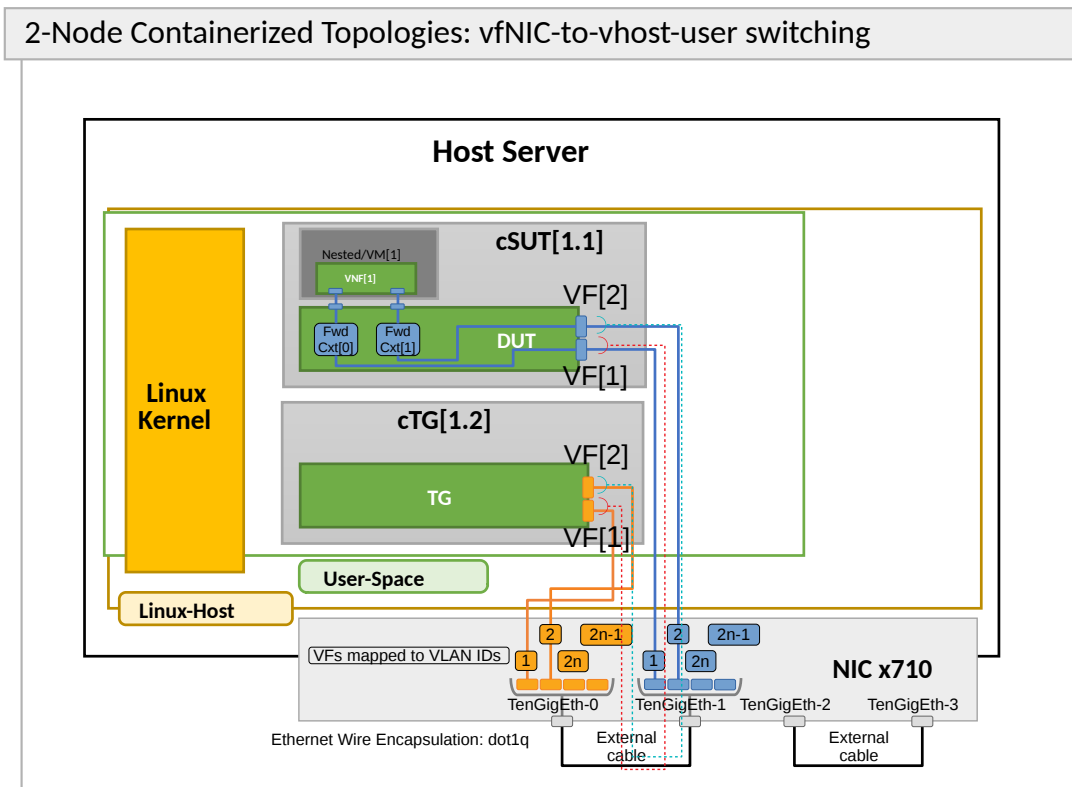 2-Node Containerized Topologies: vfNIC-to-vhost-user switching
Host Server
cSUT[1.1]
Nested/VM[1]
VNF[1]
VF[2]
Fwd
Cxt[0]
Fwd
Cxt[1]
DUT
VF[1]
Linux
Kernel
cTG[1.2]
VF[2]
TG
VF[1]
User-Space
Linux-Host
2
2n-1
2
2n-1
VFs mapped to VLAN IDs
1
2n
1
2n
NIC x710
TenGigEth-0
TenGigEth-1
TenGigEth-2
TenGigEth-3
Ethernet Wire Encapsulation: dot1q
External
cable
External
cable